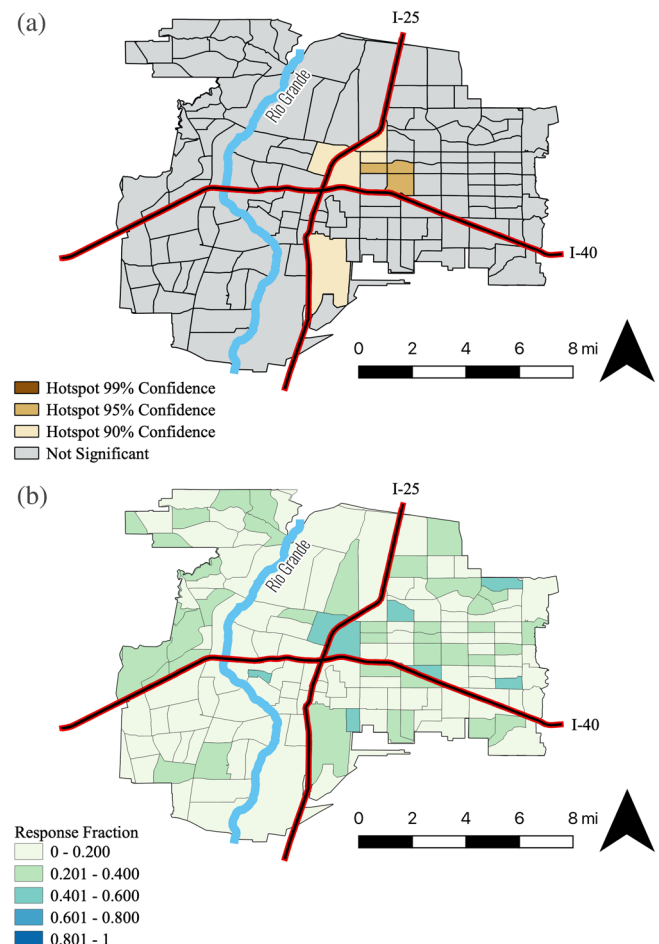 (a)
I-25
Rio Grande
I-40
0 2 4 6 8 mi
Hotspot 99% Confidence
Hotspot 95% Confidence
Hotspot 90% Confidence
Not Significant
(b)
I-25
Rio Grande
I-40
0 2 4 6 8 mi
Response Fraction
0 - 0.200
0.201 - 0.400
0.401 - 0.600
0.601 - 0.800
0.801 - 1